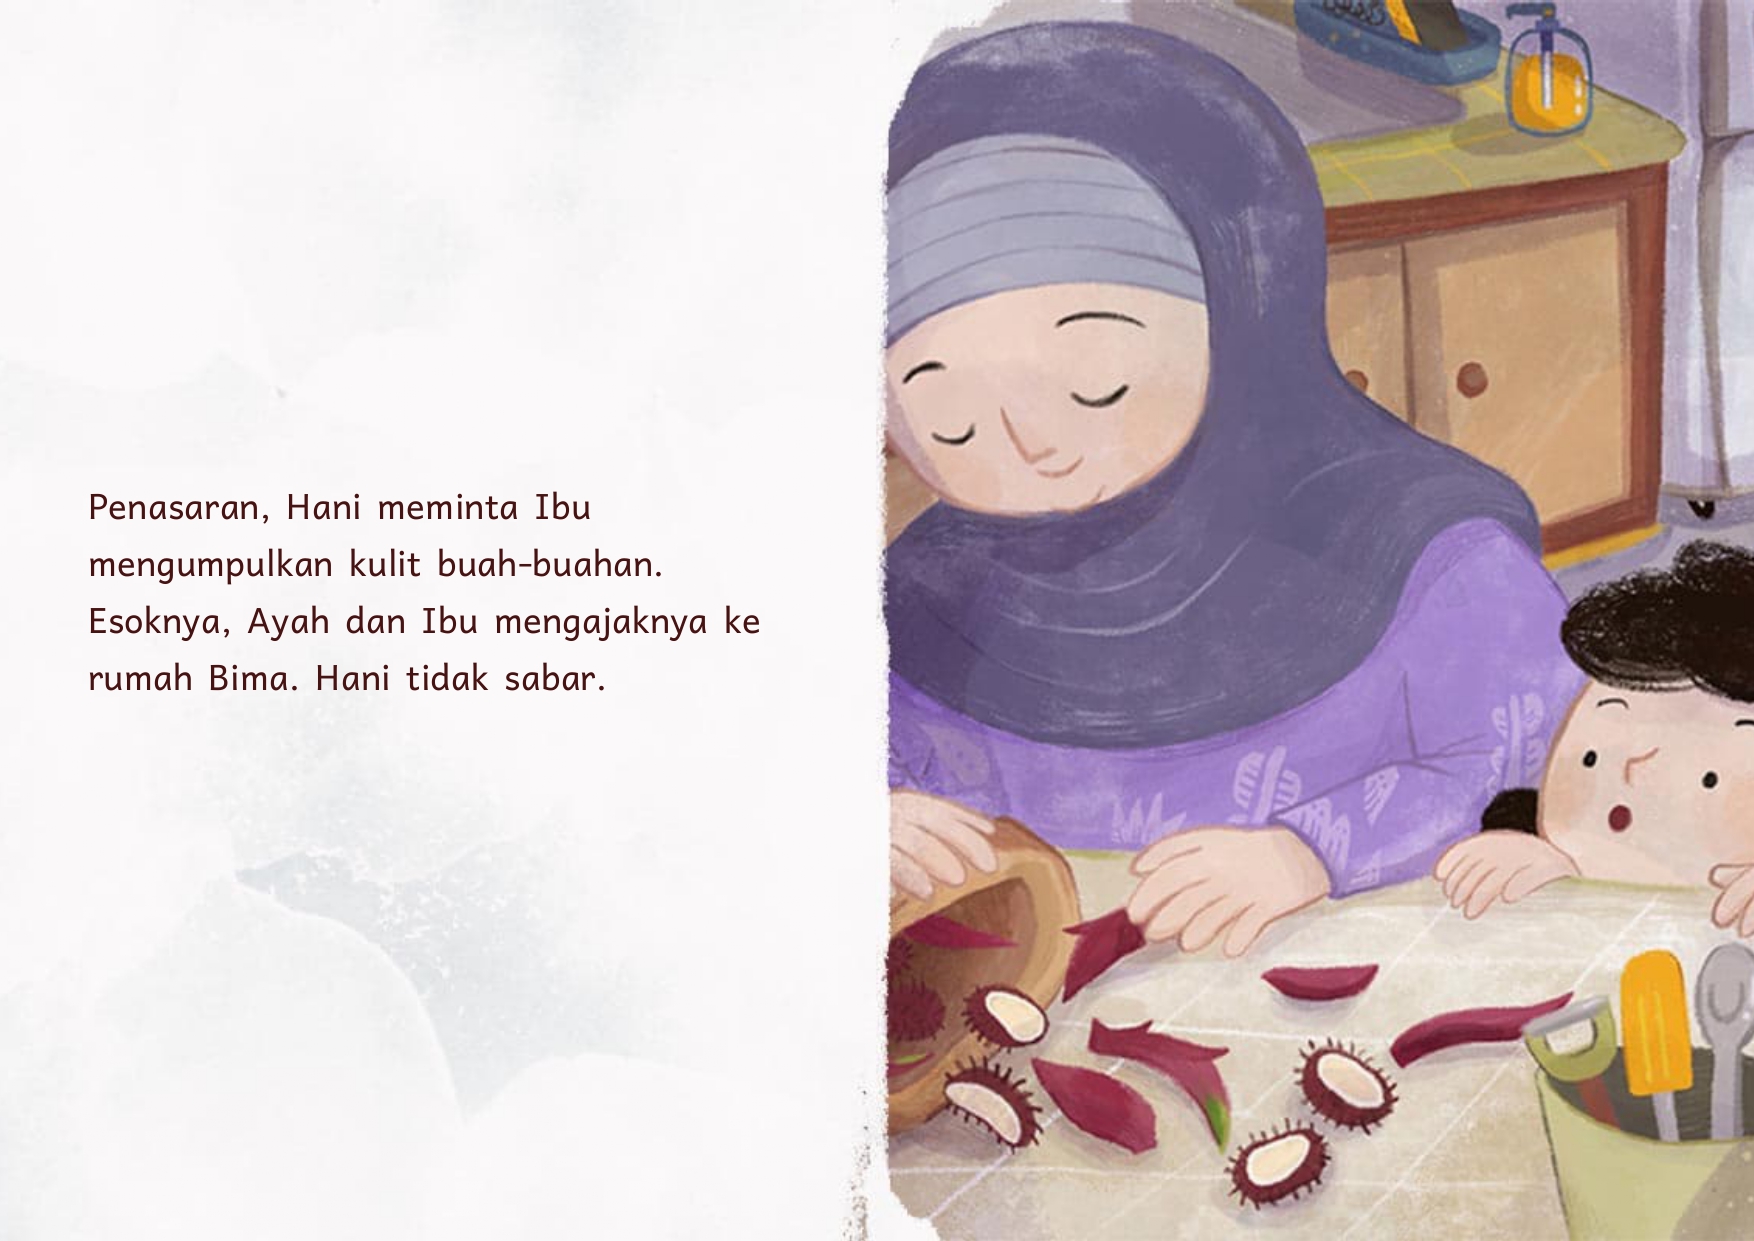 Penasaran, Hani meminta Ibu
mengumpulkan kulit buah-buahan.
Esoknya, Ayah dan Ibu mengajaknya ke
rumah Bima. Hani tidak sabar.